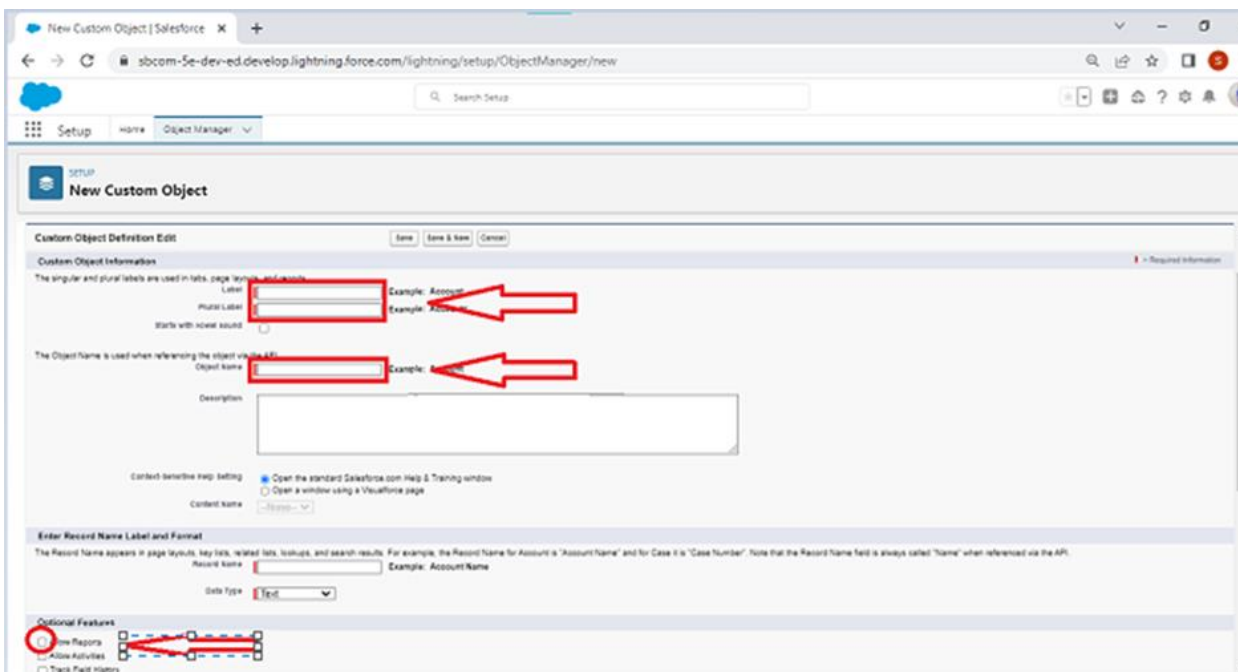 New Custom Object | Salesforce
sbcom-5e-dev-ed.develop.lightning.force.com/lightning/setup/ObjectManager/new
S
Search Setup
Setup Home Object Manager
SETUP
New Custom Object
Custom Object Definition Edit Save Save & New Cancel
Custom Object Information = Required Information
The singular and plural labels are used in tabs, page layouts, and reports.
Label Example: Account
Plural Label Example:
Starts with vowel sound
The Object Name is used when referencing the object via the API.
Object Name Example:
Description
Context-Sensitive Help Setting Open the standard Salesforce.com Help & Training window
Open a window using a Visualforce page
Content Name --None--
Enter Record Name Label and Format
The Record Name appears in page layouts, key lists, related lists, lookups, and search results. For example, the Record Name for Account is "Account Name" and for Case it is "Case Number". Note that the Record Name field is always called "Name" when referenced via the API.
Record Name Example: Account Name
Data Type Text
Optional Features
Allow Reports
Allow Activities
Track Field History